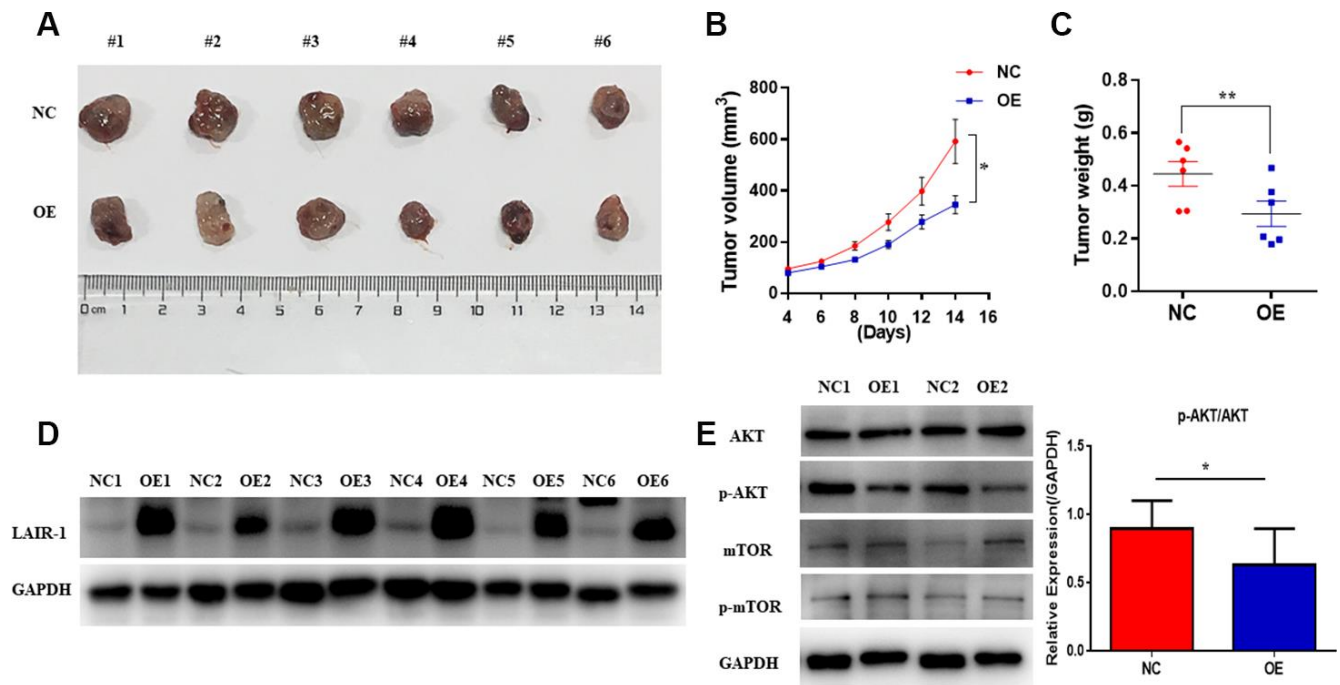 A
#1 #2 #3 #4 #5 #6
NC
OE
0 cm 1 2 3 4 5 6 7 8 9 10 11 12 13 14
B
NC
OE
Tumor volume (mm3)
800
600
400
200
0
*
4 6 8 10 12 14 16
(Days)
C
Tumor weight (g)
0.8
0.6
0.4
0.2
0.0
**
NC OE
D
NC1 OE1 NC2 OE2 NC3 OE3 NC4 OE4 NC5 OE5 NC6 OE6
LAIR-1
GAPDH
E
NC1 OE1 NC2 OE2
AKT
p-AKT
mTOR
p-mTOR
GAPDH
p-AKT/AKT
Relative Expression(/GAPDH)
1.5
1.0
0.5
0.0
*
NC OE